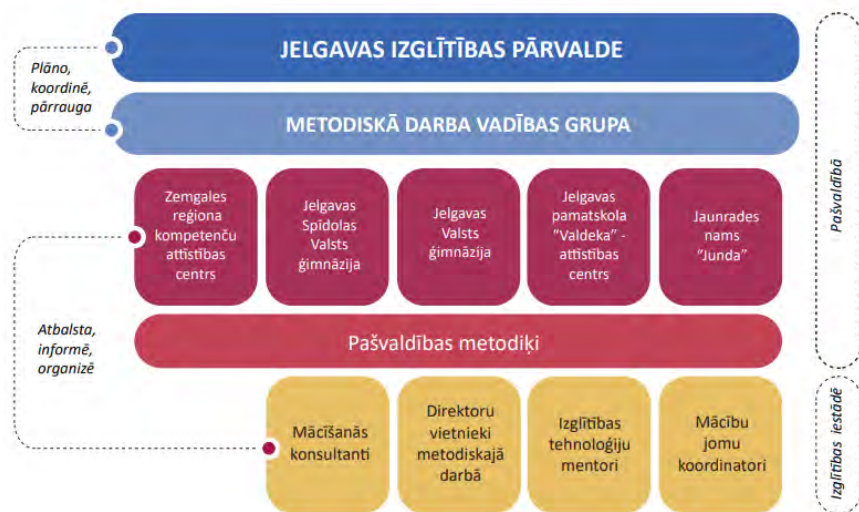 JELGAVAS IZGLĪTĪBAS PĀRVALDE
Plāno,
koordinē,
pārrauga
METODISKĀ DARBA VADĪBAS GRUPA
Zemgales
reģiona
kompetenču
attīstības
centrs
Jelgavas
Spīdolas
Valsts
ģimnāzija
Jelgavas
Valsts
ģimnāzija
Jelgavas
pamatskola
"Valdeka" -
attīstības
centrs
Jaunrades
nams
"Junda"
Pašvaldībā
Atbalsta,
informē,
organizē
Pašvaldības metodiķi
Mācīšanās
konsultanti
Direktoru
vietnieki
metodiskajā
darbā
Izglītības
tehnoloģiju
mentori
Mācību
jomu
koordinatori
Izglītības iestādē